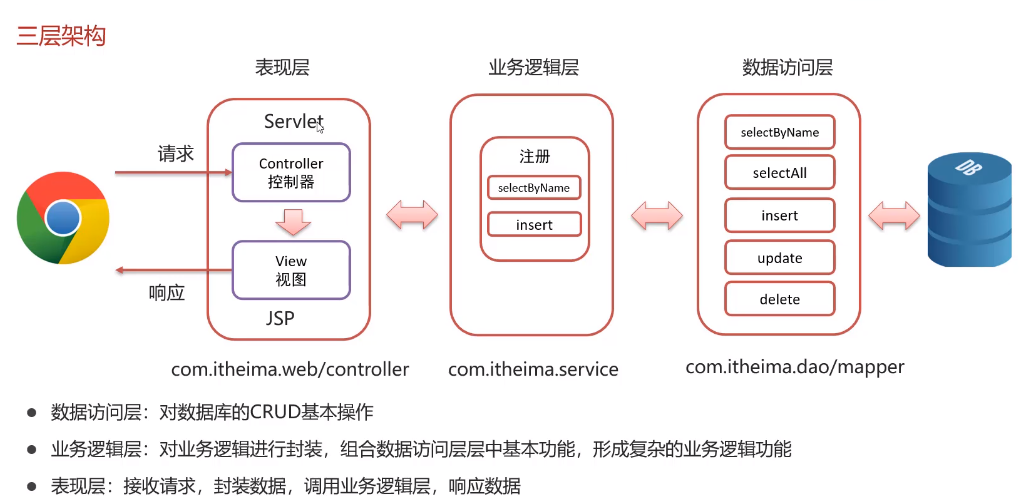 三层架构
表现层
业务逻辑层
数据访问层
Servlet
请求
Controller
控制器
View
视图
响应
JSP
注册
selectByName
insert
selectByName
selectAll
insert
update
delete
DB
com.itheima.web/controller
com.itheima.service
com.itheima.dao/mapper
● 数据访问层：对数据库的CRUD基本操作
● 业务逻辑层：对业务逻辑进行封装，组合数据访问层层中基本功能，形成复杂的业务逻辑功能
● 表现层：接收请求，封装数据，调用业务逻辑层，响应数据